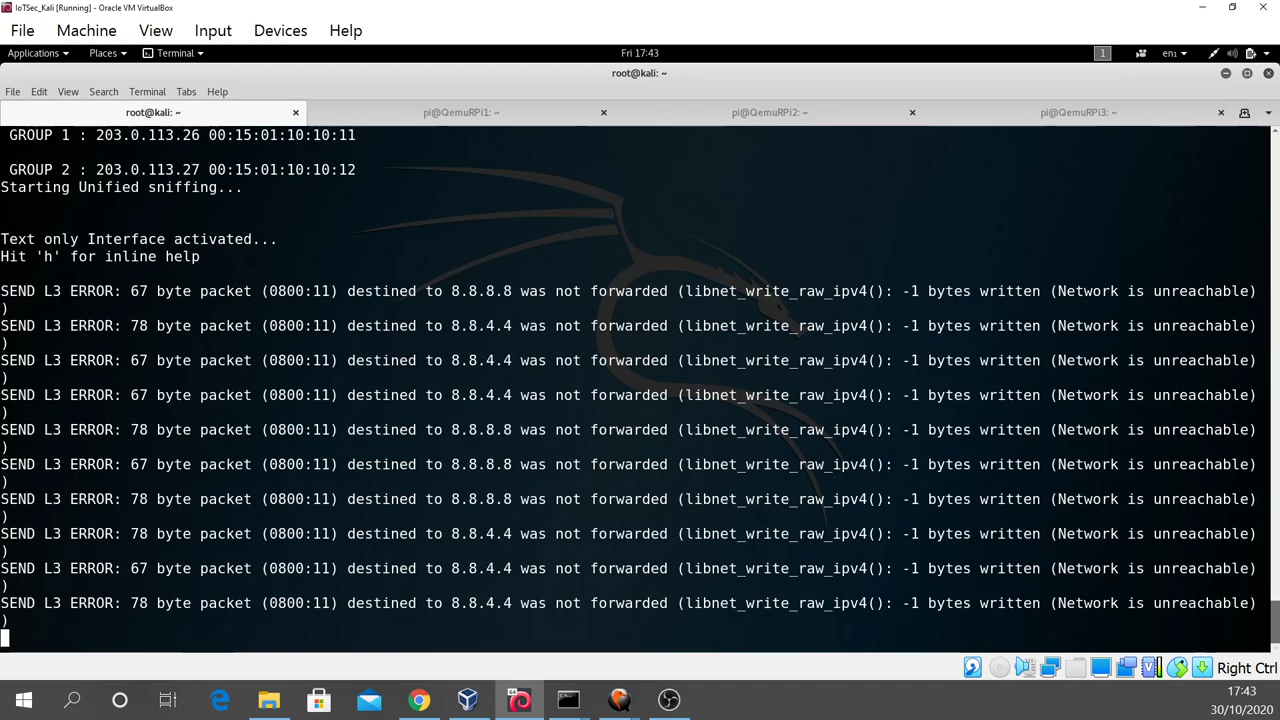 IoTSec_Kali [Running] - Oracle VM VirtualBox
File Machine View Input Devices Help
Applications Places Terminal Fri 17:43 1 en1
root@kali: ~
File Edit View Search Terminal Tabs Help
root@kali: ~ pi@QemuRPi1: ~ pi@QemuRPi2: ~ pi@QemuRPi3: ~
GROUP 1 : 203.0.113.26 00:15:01:10:10:11
GROUP 2 : 203.0.113.27 00:15:01:10:10:12
Starting Unified sniffing...
Text only Interface activated...
Hit 'h' for inline help
SEND L3 ERROR: 67 byte packet (0800:11) destined to 8.8.8.8 was not forwarded (libnet_write_raw_ipv4(): -1 bytes written (Network is unreachable)
)
SEND L3 ERROR: 78 byte packet (0800:11) destined to 8.8.4.4 was not forwarded (libnet_write_raw_ipv4(): -1 bytes written (Network is unreachable)
)
SEND L3 ERROR: 67 byte packet (0800:11) destined to 8.8.4.4 was not forwarded (libnet_write_raw_ipv4(): -1 bytes written (Network is unreachable)
)
SEND L3 ERROR: 67 byte packet (0800:11) destined to 8.8.4.4 was not forwarded (libnet_write_raw_ipv4(): -1 bytes written (Network is unreachable)
)
SEND L3 ERROR: 78 byte packet (0800:11) destined to 8.8.4.4 was not forwarded (libnet_write_raw_ipv4(): -1 bytes written (Network is unreachable)
)
SEND L3 ERROR: 67 byte packet (0800:11) destined to 8.8.8.8 was not forwarded (libnet_write_raw_ipv4(): -1 bytes written (Network is unreachable)
)
SEND L3 ERROR: 78 byte packet (0800:11) destined to 8.8.8.8 was not forwarded (libnet_write_raw_ipv4(): -1 bytes written (Network is unreachable)
)
SEND L3 ERROR: 78 byte packet (0800:11) destined to 8.8.4.4 was not forwarded (libnet_write_raw_ipv4(): -1 bytes written (Network is unreachable)
)
SEND L3 ERROR: 67 byte packet (0800:11) destined to 8.8.4.4 was not forwarded (libnet_write_raw_ipv4(): -1 bytes written (Network is unreachable)
)
SEND L3 ERROR: 78 byte packet (0800:11) destined to 8.8.4.4 was not forwarded (libnet_write_raw_ipv4(): -1 bytes written (Network is unreachable)
)
Right Ctrl
17:43
30/10/2020